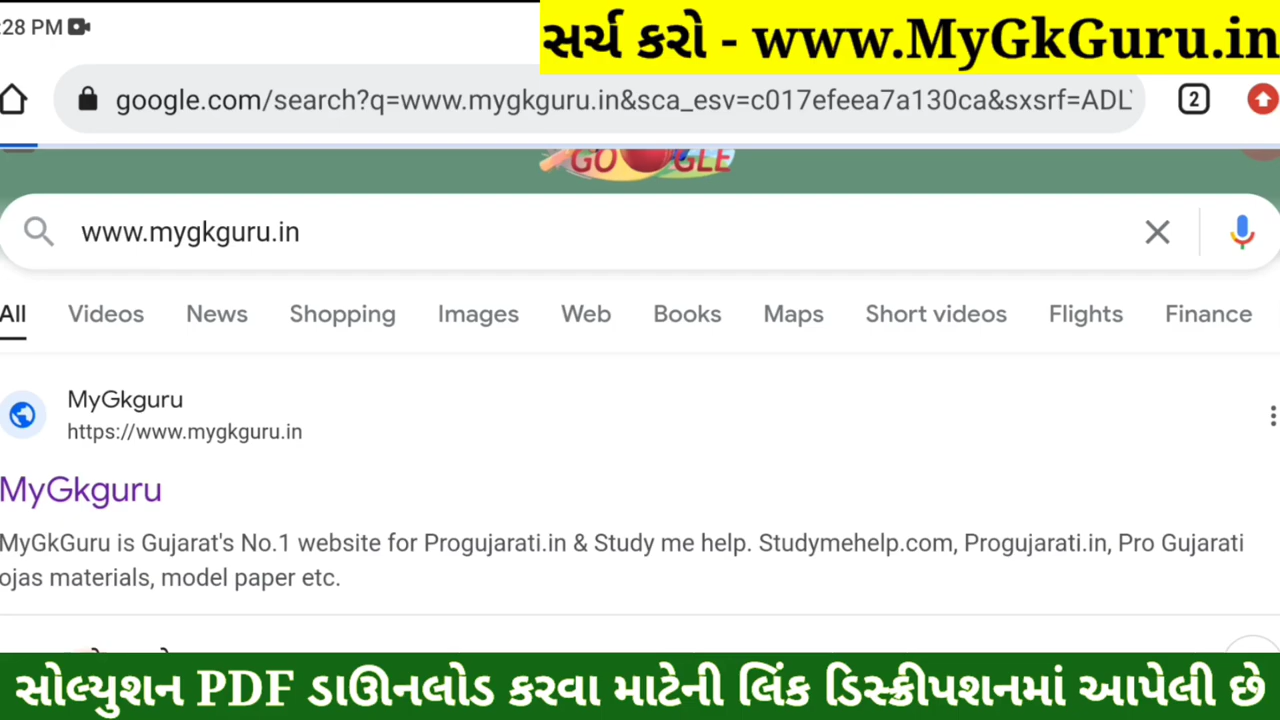 :28 PM
સર્ચ કરો - www.MyGkGuru.in
google.com/search?q=www.mygkguru.in&sca_esv=c017efeea7a130ca&sxsrf=ADL
2
GOOGLE
www.mygkguru.in
All Videos News Shopping Images Web Books Maps Short videos Flights Finance
MyGkguru
https://www.mygkguru.in
MyGkguru
MyGkGuru is Gujarat's No.1 website for Progujarati.in & Study me help. Studymehelp.com, Progujarati.in, Pro Gujarati
ojas materials, model paper etc.
સોલ્યુશન PDF ડાઊનલોડ કરવા માટેની લિંક ડિસ્ક્રીપશનમાં આપેલી છે